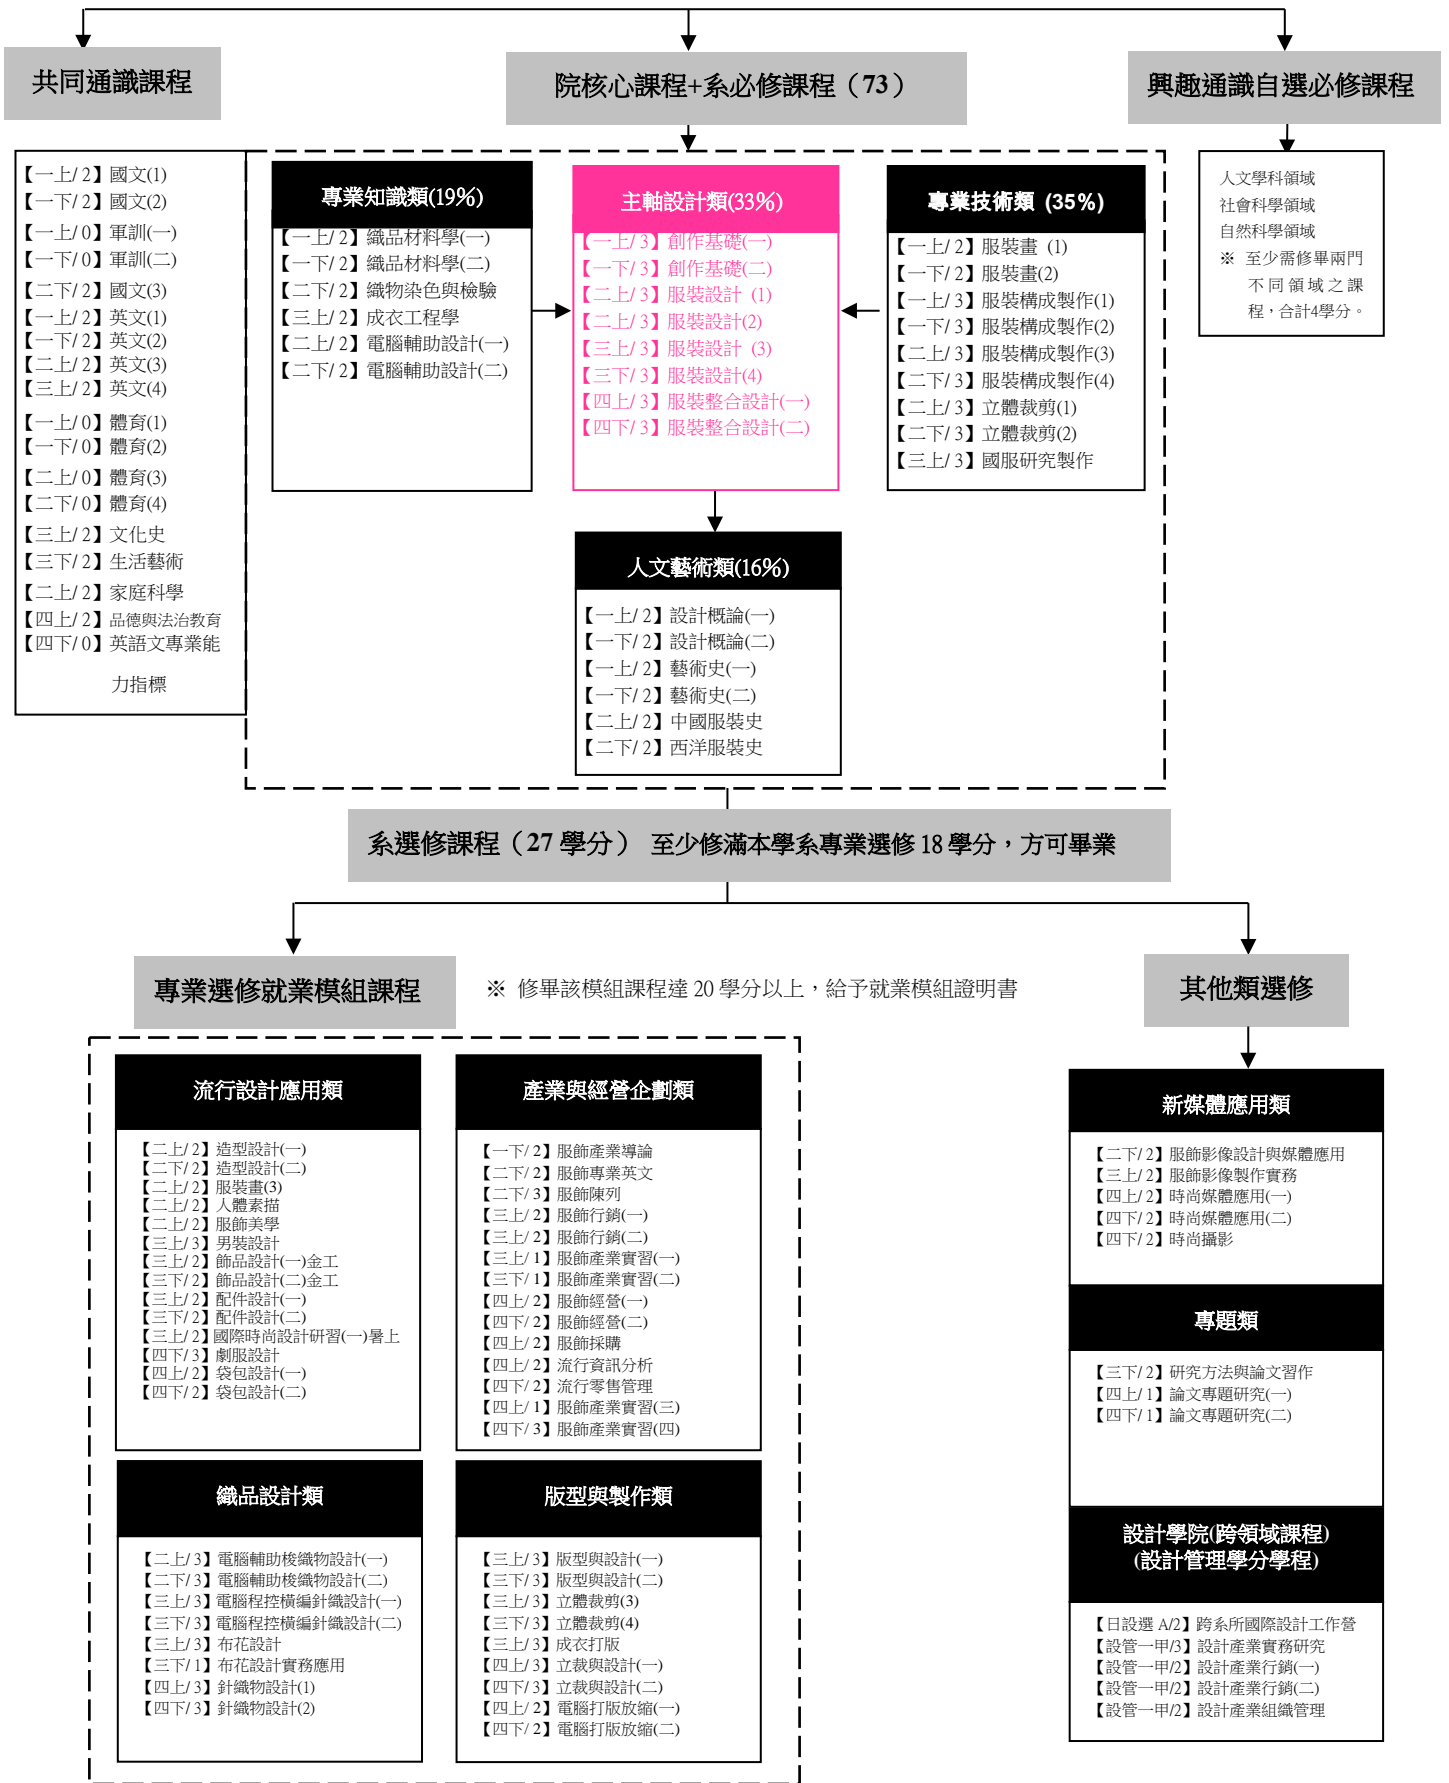 共同通識課程
院核心課程+系必修課程（73）
興趣通識自選必修課程
【一上/ 2】國文(1)
【一下/ 2】國文(2)
【一上/ 0】軍訓(一)
【一下/ 0】軍訓(二)
【二下/ 2】國文(3)
【一上/ 2】英文(1)
【一下/ 2】英文(2)
【二上/ 2】英文(3)
【三上/ 2】英文(4)
【一上/ 0】體育(1)
【一下/ 0】體育(2)
【二上/ 0】體育(3)
【二下/ 0】體育(4)
【三上/ 2】文化史
【三下/ 2】生活藝術
【二上/ 2】家庭科學
【四上/ 2】品德與法治教育
【四下/ 0】英語文專業能
力指標
專業知識類(19%)
【一上/ 2】織品材料學(一)
【一下/ 2】織品材料學(二)
【二下/ 2】織物染色與檢驗
【三上/ 2】成衣工程學
【二上/ 2】電腦輔助設計(一)
【二下/ 2】電腦輔助設計(二)
主軸設計類(33%)
【一上/ 3】創作基礎(一)
【一下/ 3】創作基礎(二)
【二上/ 3】服裝設計 (1)
【二上/ 3】服裝設計(2)
【三上/ 3】服裝設計 (3)
【三下/ 3】服裝設計(4)
【四上/ 3】服裝整合設計(一)
【四下/ 3】服裝整合設計(二)
專業技術類 (35%)
【一上/ 2】服裝畫 (1)
【一下/ 2】服裝畫(2)
【一上/ 3】服裝構成製作(1)
【一下/ 3】服裝構成製作(2)
【二上/ 3】服裝構成製作(3)
【二下/ 3】服裝構成製作(4)
【二上/ 3】立體裁剪(1)
【二下/ 3】立體裁剪(2)
【三上/ 3】國服研究製作
人文學科領域
社會科學領域
自然科學領域
※ 至少需修畢兩門
不同領域之課
程，合計4學分。
人文藝術類(16%)
【一上/ 2】設計概論(一)
【一下/ 2】設計概論(二)
【一上/ 2】藝術史(一)
【一下/ 2】藝術史(二)
【二上/ 2】中國服裝史
【二下/ 2】西洋服裝史
系選修課程（27 學分） 至少修滿本學系專業選修 18 學分，方可畢業
專業選修就業模組課程
※ 修畢該模組課程達 20 學分以上，給予就業模組證明書
其他類選修
流行設計應用類
【二上/ 2】造型設計(一)
【二下/ 2】造型設計(二)
【二上/ 2】服裝畫(3)
【二上/ 2】人體素描
【二上/ 2】服飾美學
【三上/ 3】男裝設計
【三上/ 2】飾品設計(一)金工
【三下/ 2】飾品設計(二)金工
【三上/ 2】配件設計(一)
【三下/ 2】配件設計(二)
【三上/ 2】國際時尚設計研習(一)暑上
【四下/ 3】劇服設計
【四上/ 2】袋包設計(一)
【四下/ 2】袋包設計(二)
產業與經營企劃類
【一下/ 2】服飾產業導論
【二下/ 2】服飾專業英文
【二下/ 3】服飾陳列
【三上/ 2】服飾行銷(一)
【三上/ 2】服飾行銷(二)
【三上/ 1】服飾產業實習(一)
【三下/ 1】服飾產業實習(二)
【四上/ 2】服飾經營(一)
【四下/ 2】服飾經營(二)
【四上/ 2】服飾採購
【四上/ 2】流行資訊分析
【四下/ 2】流行零售管理
【四上/ 1】服飾產業實習(三)
【四下/ 3】服飾產業實習(四)
新媒體應用類
【二下/ 2】服飾影像設計與媒體應用
【三上/ 2】服飾影像製作實務
【四上/ 2】時尚媒體應用(一)
【四下/ 2】時尚媒體應用(二)
【四下/ 2】時尚攝影
專題類
【三下/ 2】研究方法與論文習作
【四上/ 1】論文專題研究(一)
【四下/ 1】論文專題研究(二)
織品設計類
【二上/ 3】電腦輔助梭織物設計(一)
【二下/ 3】電腦輔助梭織物設計(二)
【三上/ 3】電腦程控橫編針織設計(一)
【三下/ 3】電腦程控橫編針織設計(二)
【三上/ 3】布花設計
【三下/ 1】布花設計實務應用
【四上/ 3】針織物設計(1)
【四下/ 3】針織物設計(2)
版型與製作類
【三上/ 3】版型與設計(一)
【三下/ 3】版型與設計(二)
【三上/ 3】立體裁剪(3)
【三下/ 3】立體裁剪(4)
【三上/ 3】成衣打版
【四上/ 3】立裁與設計(一)
【四下/ 3】立裁與設計(二)
【四上/ 2】電腦打版放縮(一)
【四下/ 2】電腦打版放縮(二)
設計學院(跨領域課程)
(設計管理學分學程)
【日設選 A/2】跨系所國際設計工作營
【設管一甲/3】設計產業實務研究
【設管一甲/2】設計產業行銷(一)
【設管一甲/2】設計產業行銷(二)
【設管一甲/2】設計產業組織管理